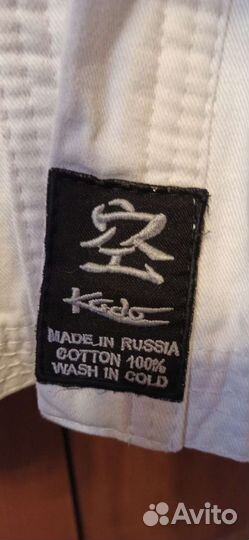 空
Kudo
MADE IN RUSSIA
COTTON 100%
WASH IN COLD
Avito